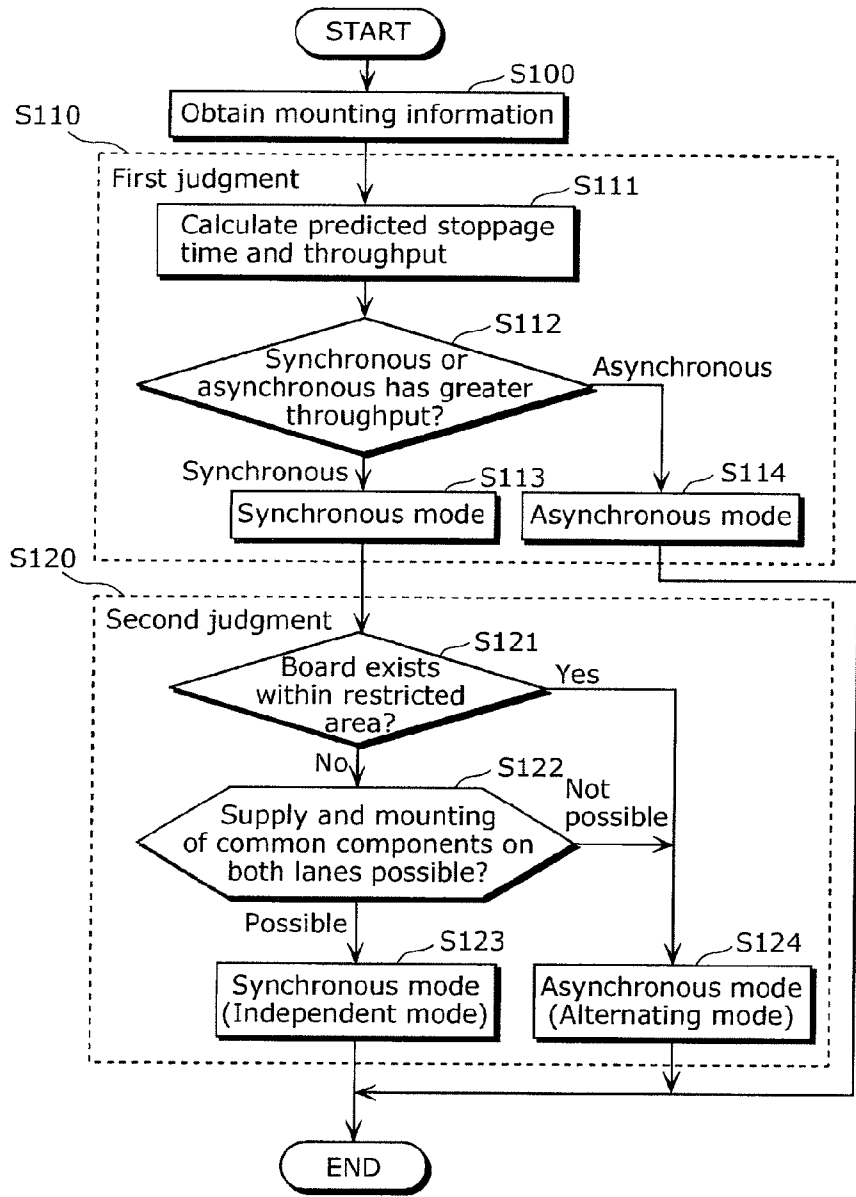 START
S100
Obtain mounting information
S110
First judgment
S111
Calculate predicted stoppage
time and throughput
S112
Synchronous or
asynchronous has greater
throughput?
Asynchronous
Synchronous
S113
Synchronous mode
S114
Asynchronous mode
S120
Second judgment
S121
Board exists
within restricted
area?
Yes
No
S122
Supply and mounting
of common components on
both lanes possible?
Not
possible
Possible
S123
Synchronous mode
(Independent mode)
S124
Asynchronous mode
(Alternating mode)
END